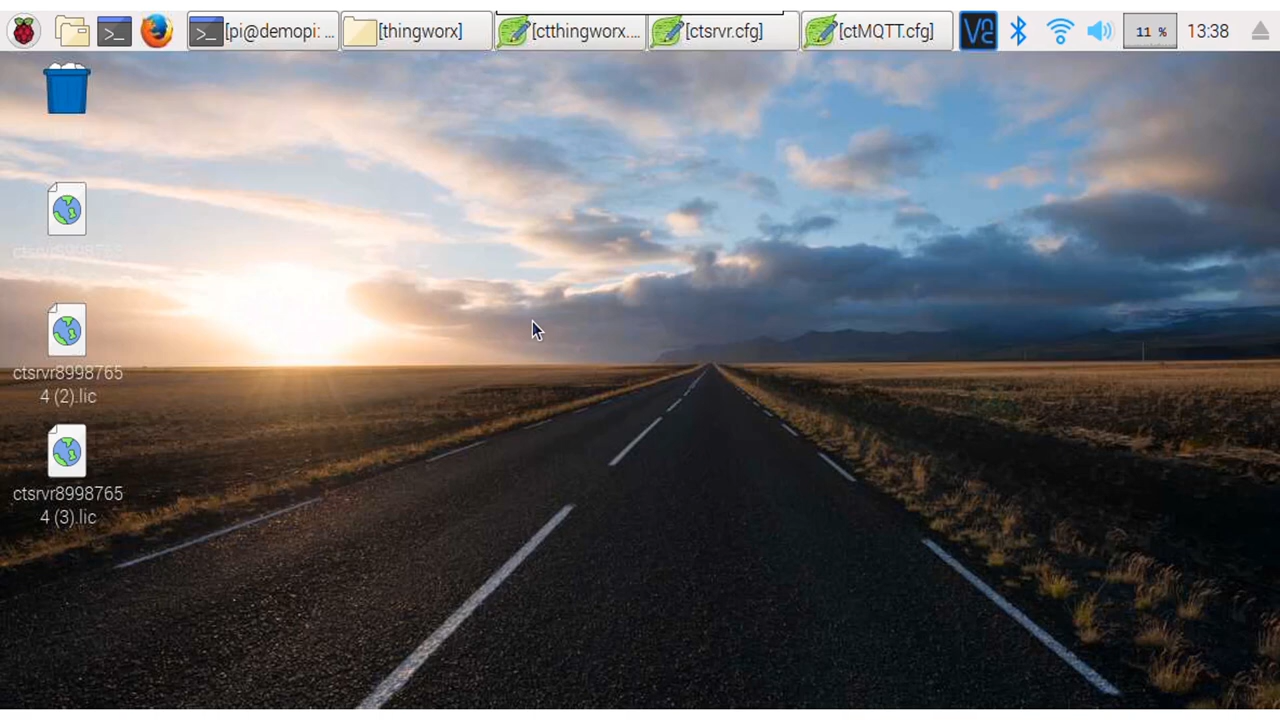 [pi@demopi: ...
[thingworx]
[ctthingworx....
[ctsrvr.cfg]
[ctMQTT.cfg]
11 %
13:38
ctsrvr8998765
4 (2).lic
ctsrvr8998765
4 (3).lic